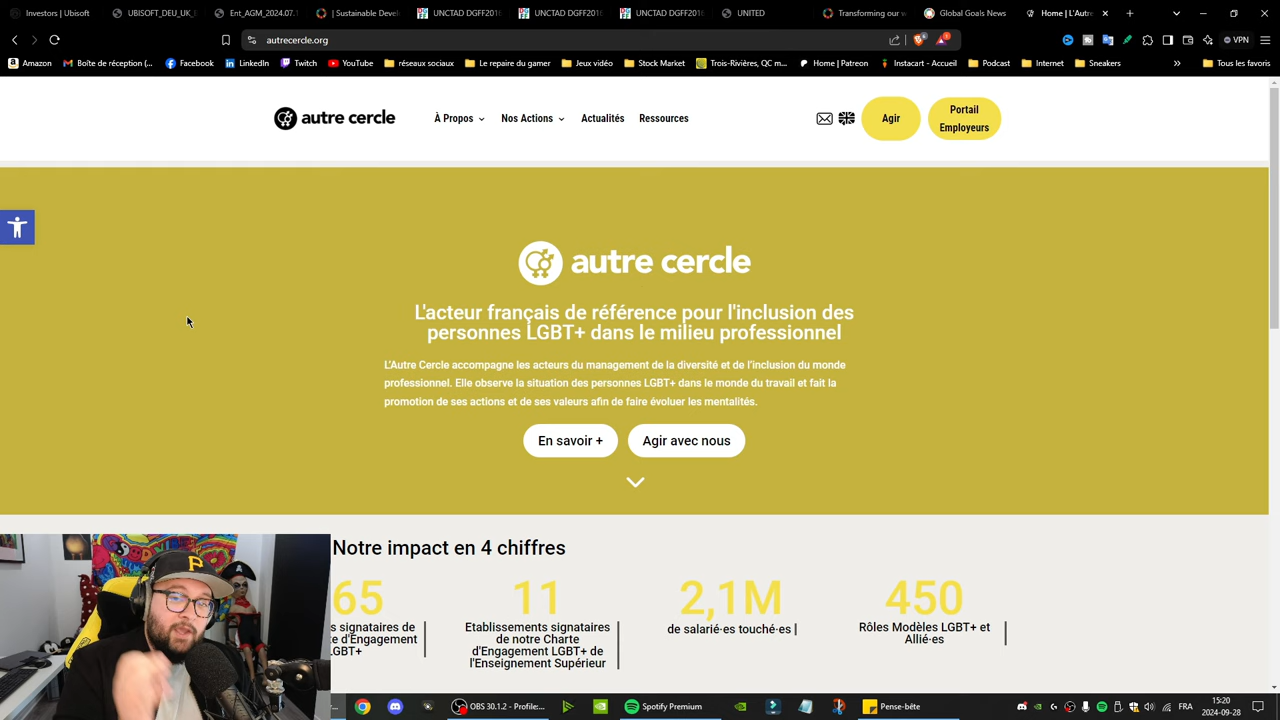 Investors | Ubisoft
UBISOFT_DEU_UK_
Ent_AGM_2024.07.1
| Sustainable Devel
UNCTAD DGFF2016
UNCTAD DGFF2016
UNCTAD DGFF2016
UNITED
Transforming our w
Global Goals News
Home | L'Autre
autrecercle.org
VPN
Amazon
Boîte de réception (...
Facebook
LinkedIn
Twitch
YouTube
réseaux sociaux
Le repaire du gamer
Jeux vidéo
Stock Market
Trois-Rivières, QC m...
Home | Patreon
Instacart - Accueil
Podcast
Internet
Sneakers
»
Tous les favoris
autre cercle
À Propos
Nos Actions
Actualités
Ressources
Agir
Portail
Employeurs
autre cercle
L'acteur français de référence pour l'inclusion des
personnes LGBT+ dans le milieu professionnel
L'Autre Cercle accompagne les acteurs du management de la diversité et de l'inclusion du monde
professionnel. Elle observe la situation des personnes LGBT+ dans le monde du travail et fait la
promotion de ses actions et de ses valeurs afin de faire évoluer les mentalités.
En savoir +
Agir avec nous
Notre impact en 4 chiffres
65
s signataires de
e d'Engagement
LGBT+
11
Etablissements signataires
de notre Charte
d'Engagement LGBT+ de
l'Enseignement Supérieur
2,1M
de salarié·es touché·es
450
Rôles Modèles LGBT+ et
Allié·es
P
OBS 30.1.2 - Profile:...
Spotify Premium
Pense-bête
FRA
15:20
2024-09-28